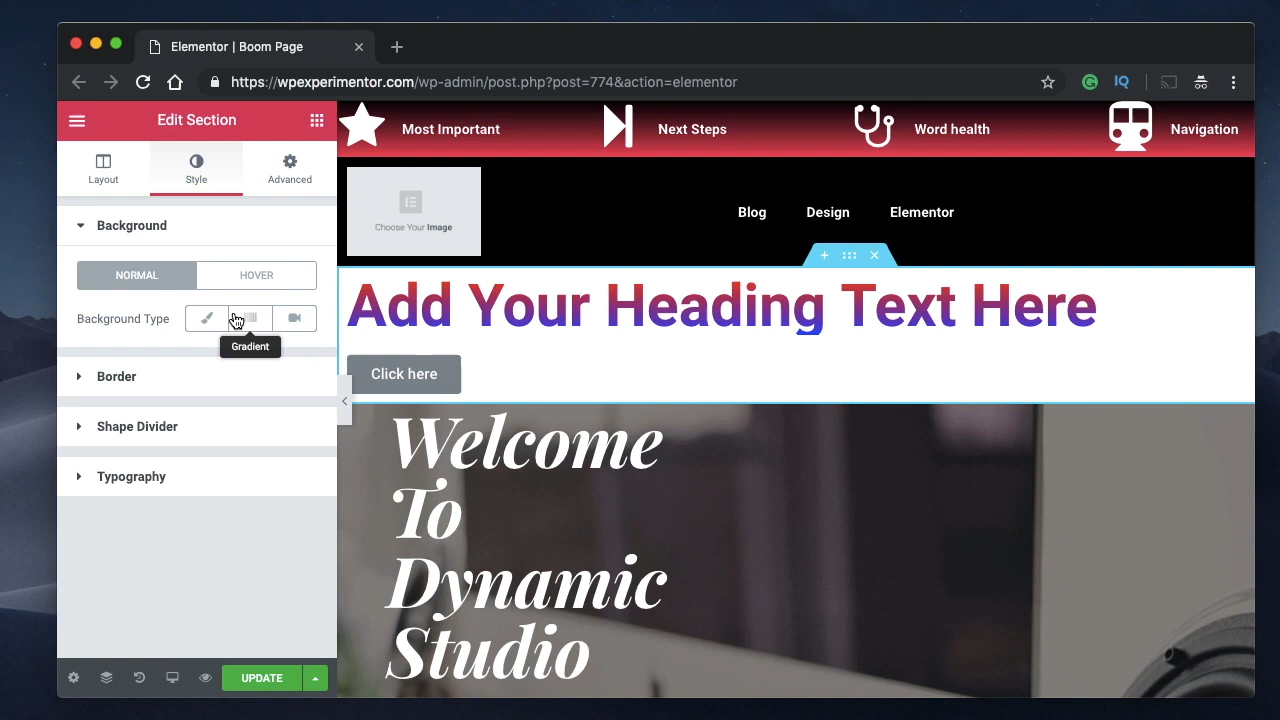 Elementor | Boom Page
https://wpexperimentor.com/wp-admin/post.php?post=774&action=elementor
Edit Section
Layout
Style
Advanced
Background
NORMAL
HOVER
Background Type
Gradient
Border
Shape Divider
Typography
UPDATE
Most Important
Next Steps
Word health
Navigation
Choose Your Image
Blog
Design
Elementor
Add Your Heading Text Here
Click here
Welcome
To
Dynamic
Studio